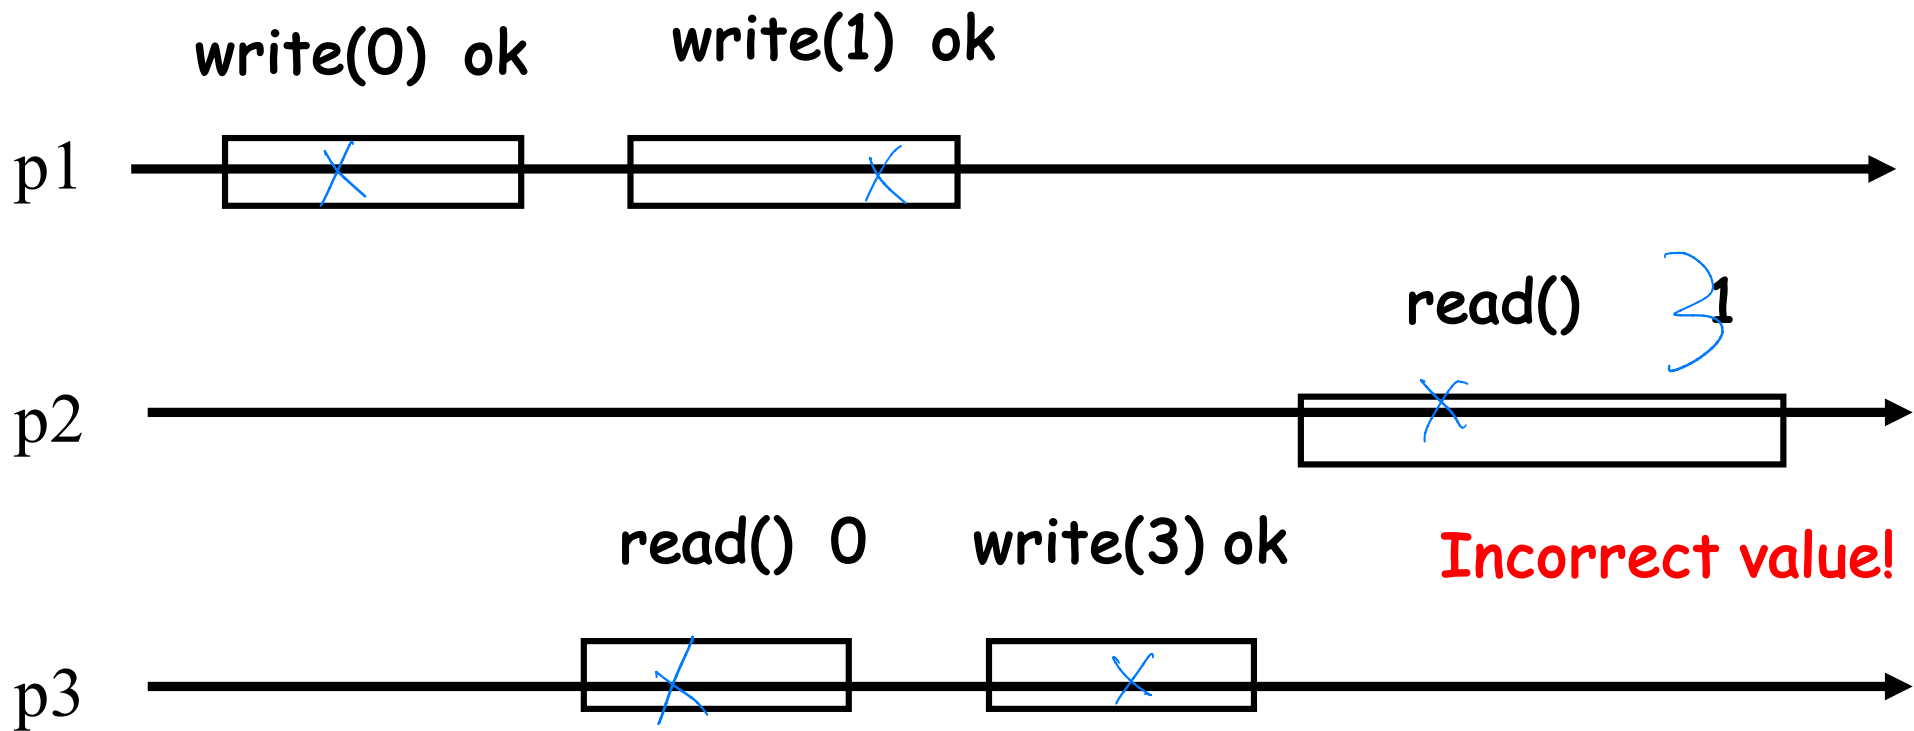 write(0) ok write(1) ok
p1
read() 3 1
p2
read() 0 write(3) ok Incorrect value!
p3